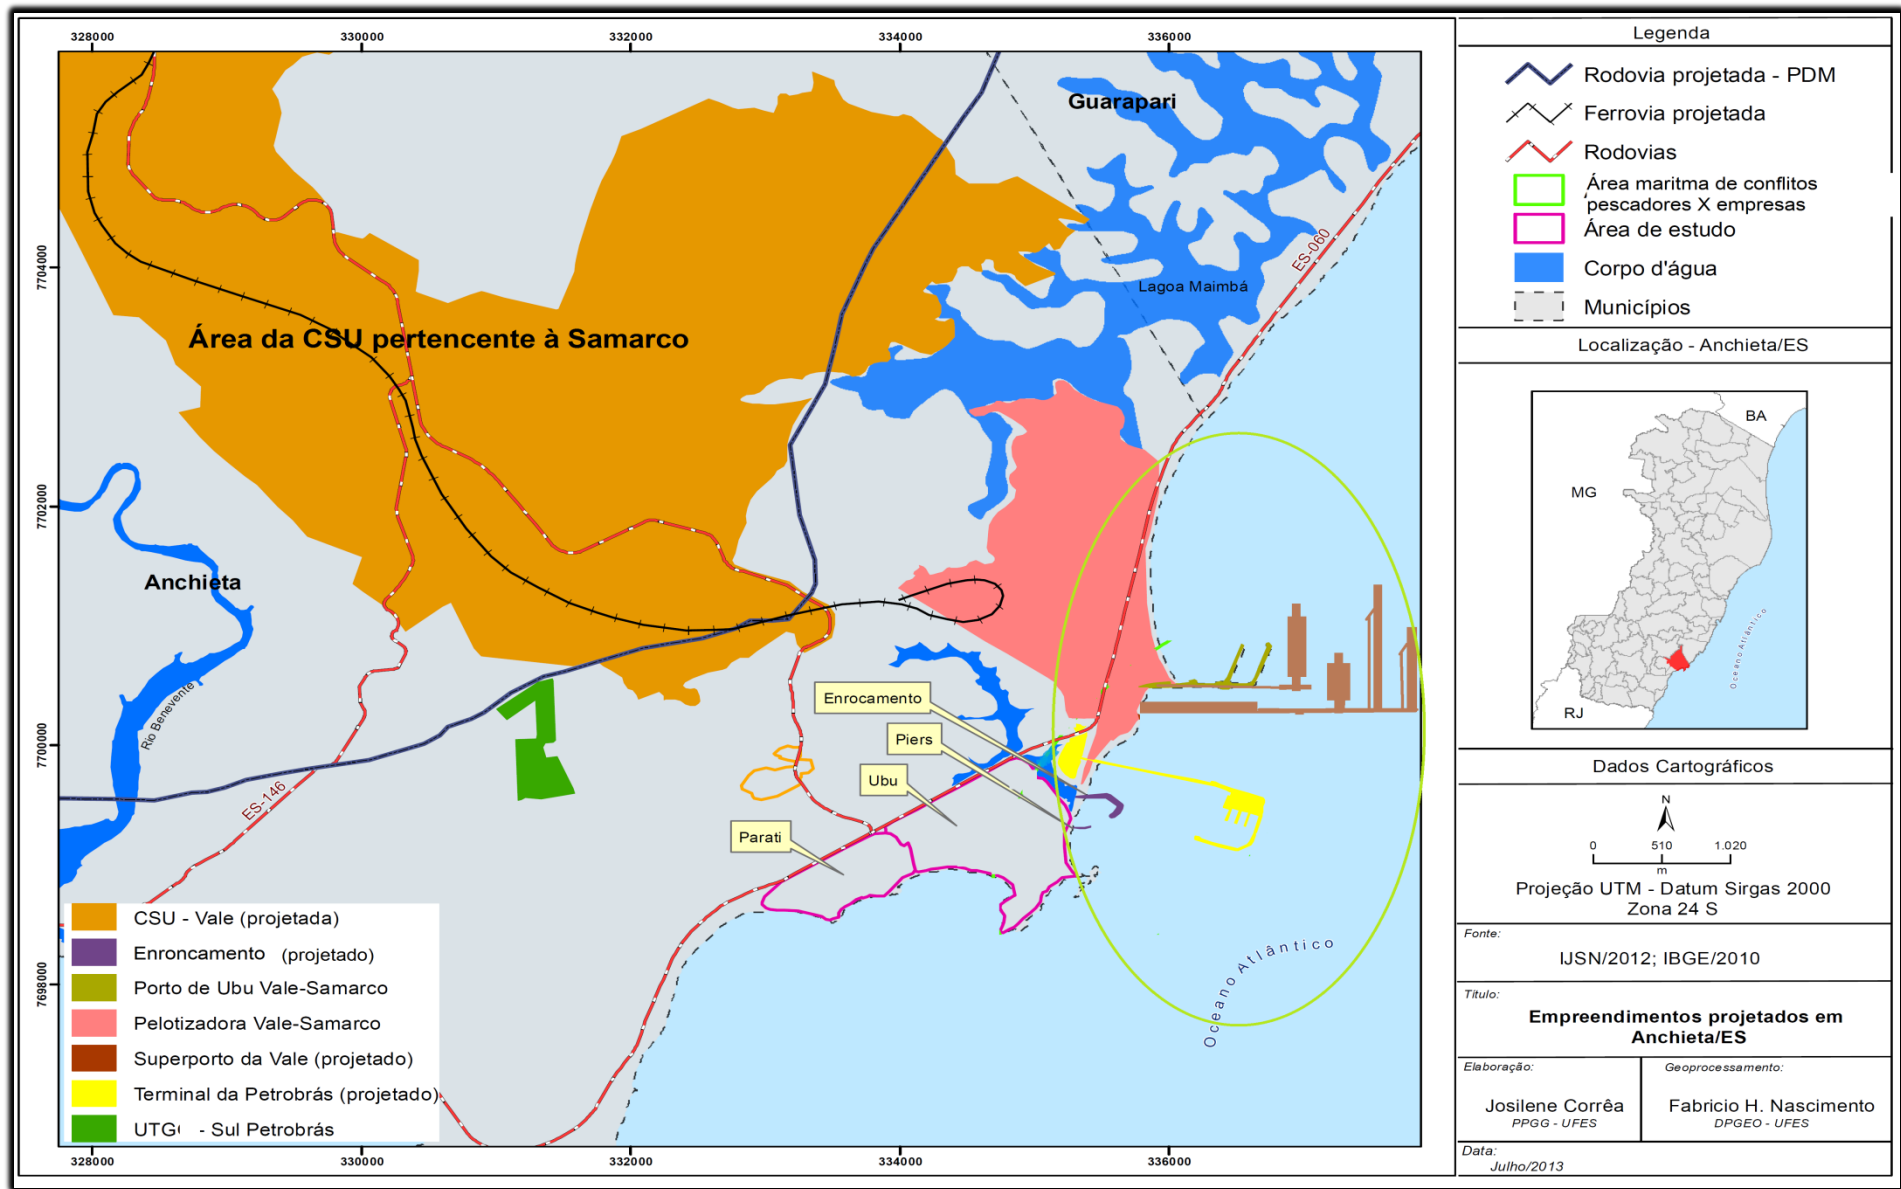 328000
330000
332000
334000
336000
7704000
7702000
7700000
7698000
328000
330000
332000
334000
336000
Guarapari
ES-060
Lagoa Maimbá
Área da CSU pertencente à Samarco
Anchieta
Rio Benevente
ES-146
Enrocamento
Piers
Ubu
Parati
Oceano Atlântico
CSU - Vale (projetada)
Enroncamento (projetado)
Porto de Ubu Vale-Samarco
Pelotizadora Vale-Samarco
Superporto da Vale (projetado)
Terminal da Petrobrás (projetado)
- Sul Petrobrás
Legenda
Rodovia projetada - PDM
Ferrovia projetada
Rodovias
Área maritma de conflitos
pescadores X empresas
Área de estudo
Corpo d'água
Municípios
Localização - Anchieta/ES
BA
MG
RJ
Oceano Atlântico
Dados Cartográficos
N
0 510 1.020
m
Projeção UTM - Datum Sirgas 2000
Zona 24 S
Fonte:
IJSN/2012; IBGE/2010
Título:
Empreendimentos projetados em
Anchieta/ES
Elaboração:
Josilene Corrêa
PPGG - UFES
Geoprocessamento:
Fabricio H. Nascimento
DPGEO - UFES
Data:
Julho/2013